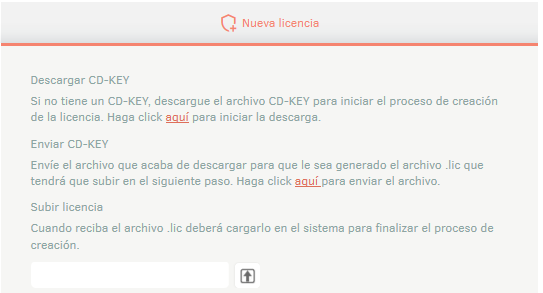 Nueva licencia
Descargar CD-KEY
Si no tiene un CD-KEY, descargue el archivo CD-KEY para iniciar el proceso de creación
de la licencia. Haga click aquí para iniciar la descarga.
Enviar CD-KEY
Envíe el archivo que acaba de descargar para que le sea generado el archivo .lic que
tendrá que subir en el siguiente paso. Haga click aquí para enviar el archivo.
Subir licencia
Cuando reciba el archivo .lic deberá cargarlo en el sistema para finalizar el proceso de
creación.